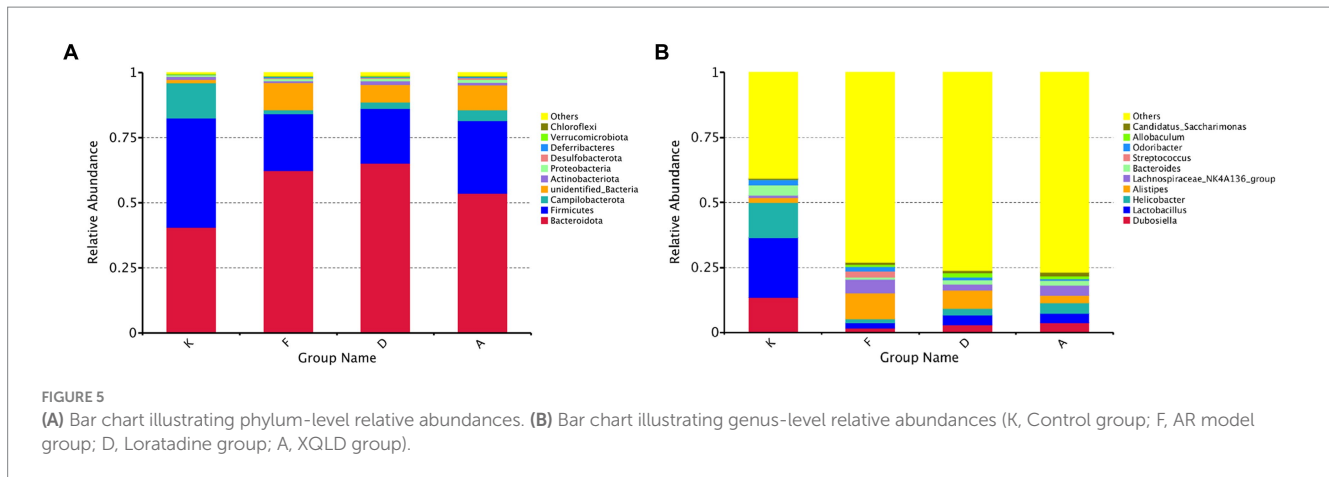 A
Relative Abundance
1
0.75
0.5
0.25
0
K
F
D
A
Group Name
Others
Chloroflexi
Verrucomicrobiota
Deferribacteres
Desulfobacterota
Proteobacteria
Actinobacteriota
unidentified_Bacteria
Campilobacterota
Firmicutes
Bacteroidota
B
Relative Abundance
1
0.75
0.5
0.25
0
K
F
D
A
Group Name
Others
Candidatus_Saccharimonas
Allobaculum
Odoribacter
Streptococcus
Bacteroides
Lachnospiraceae_NK4A136_group
Alistipes
Helicobacter
Lactobacillus
Dubosiella
FIGURE 5
(A) Bar chart illustrating phylum-level relative abundances. (B) Bar chart illustrating genus-level relative abundances (K, Control group; F, AR model
group; D, Loratadine group; A, XQLD group).